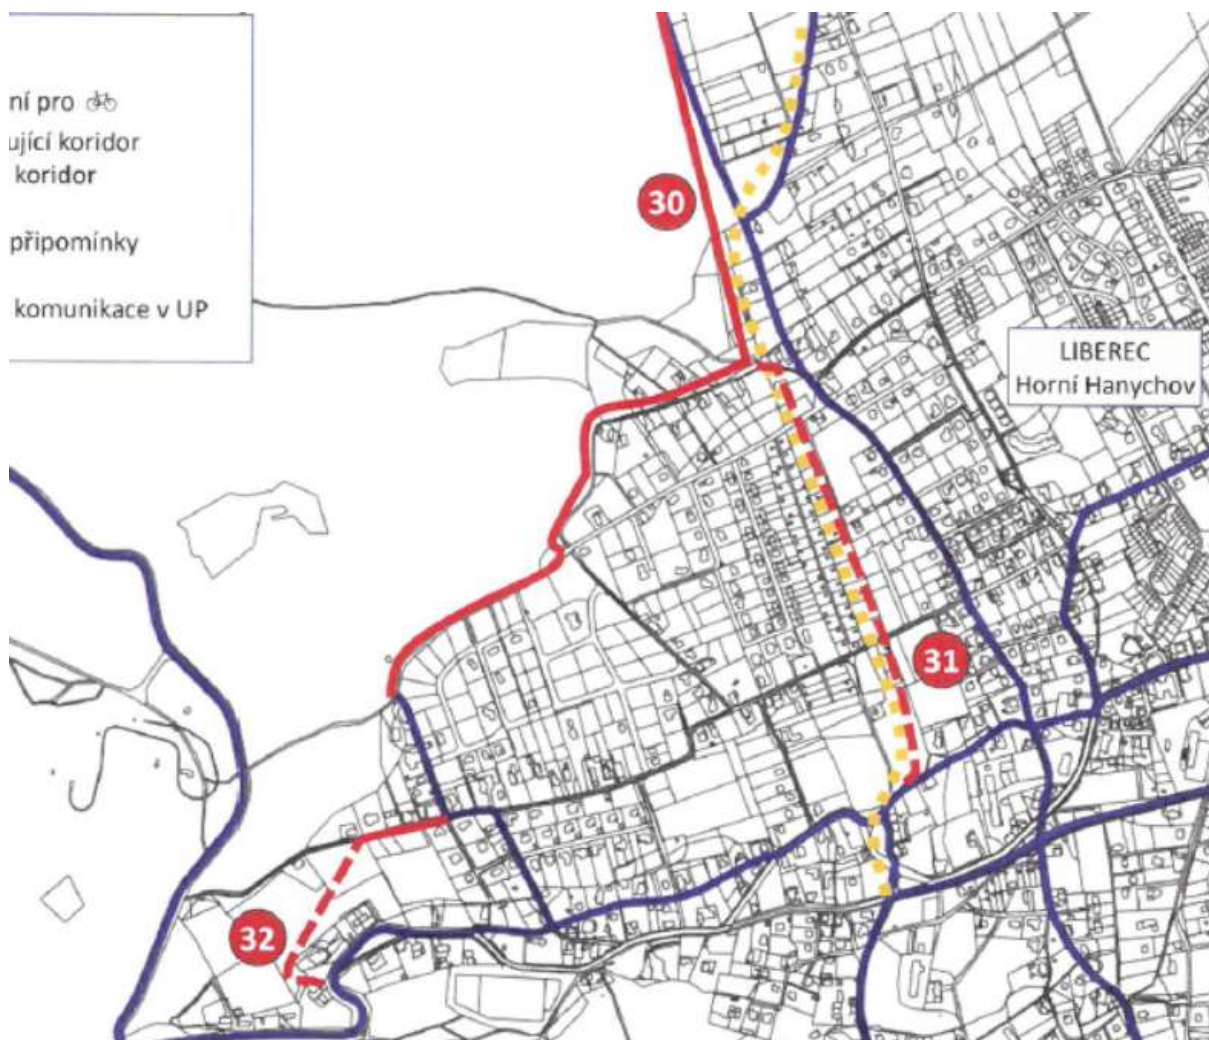 ní pro
ující koridor
koridor
připomínky
komunikace v UP
30
LIBEREC
Horní Hanychov
31
32